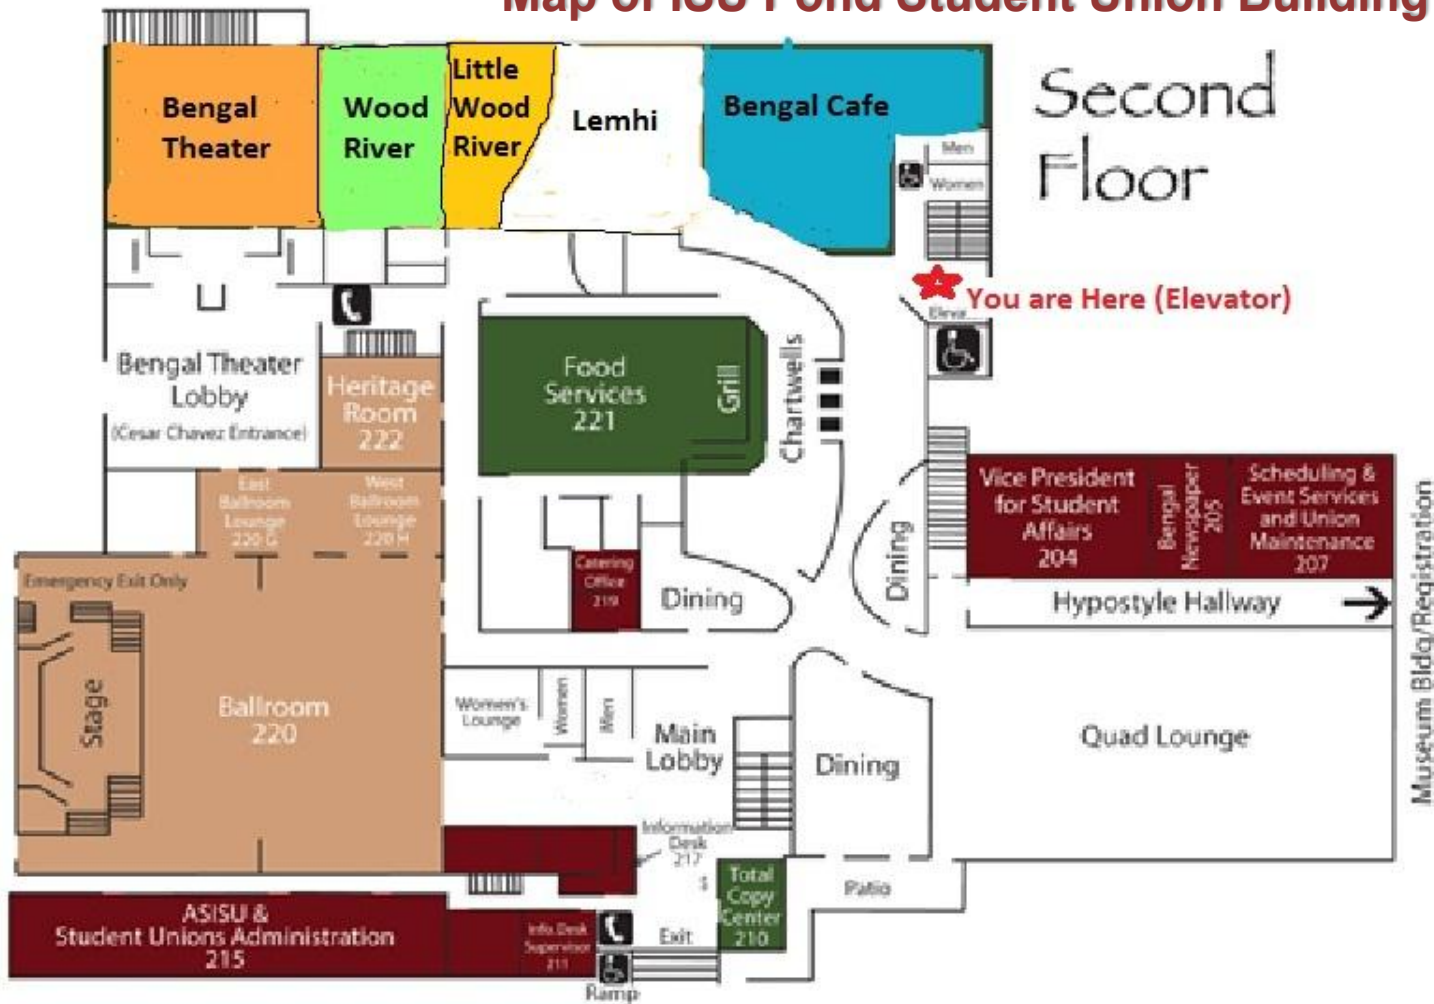 Map of ISU Pond Student Union Building
Second
Floor
Bengal
Theater
Wood
River
Little
Wood
River
Lemhi
Bengal Cafe
Men
Women
You are Here (Elevator)
Eleva
Bengal Theater
Lobby
(Cesar Chavez Entrance)
Heritage
Room
222
Food
Services
221
Grill
Chartwells
East
Ballroom
Lounge
220 G
West
Ballroom
Lounge
220 H
Catering
Office
219
Dining
Dining
Vice President
for Student
Affairs
204
Bengal
Newspaper
205
Scheduling &
Event Services
and Union
Maintenance
207
Hypostyle Hallway
Museum Bldg/Registration
Emergency Exit Only
Stage
Ballroom
220
Women's
Lounge
Women
Men
Main
Lobby
Dining
Quad Lounge
Information
Desk
217
Total
Copy
Center
210
Patio
ASISU &
Student Unions Administration
215
Info.Desk
Supervisor
211
Exit
Ramp